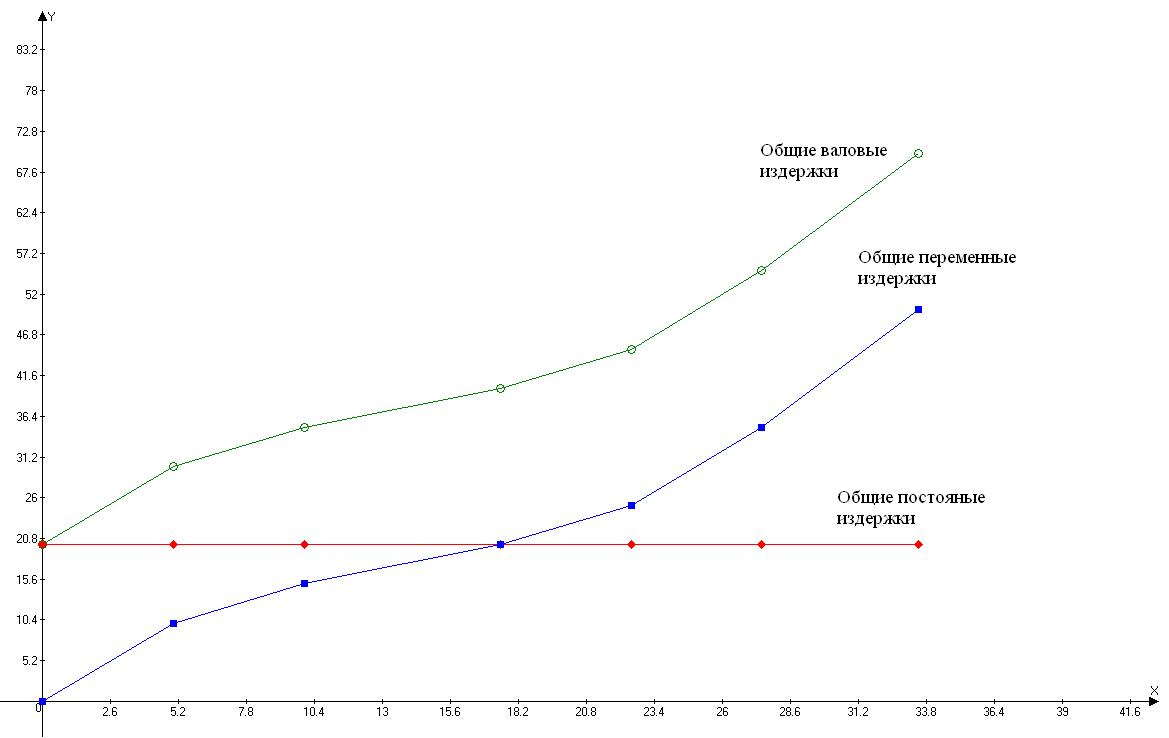 Y
83.2
78
72.8
Общие валовые
издержки
67.6
62.4
57.2
Общие переменные
издержки
52
46.8
41.6
36.4
31.2
26
Общие постояные
издержки
20.8
15.6
10.4
5.2
X
0 2.6 5.2 7.8 10.4 13 15.6 18.2 20.8 23.4 26 28.6 31.2 33.8 36.4 39 41.6